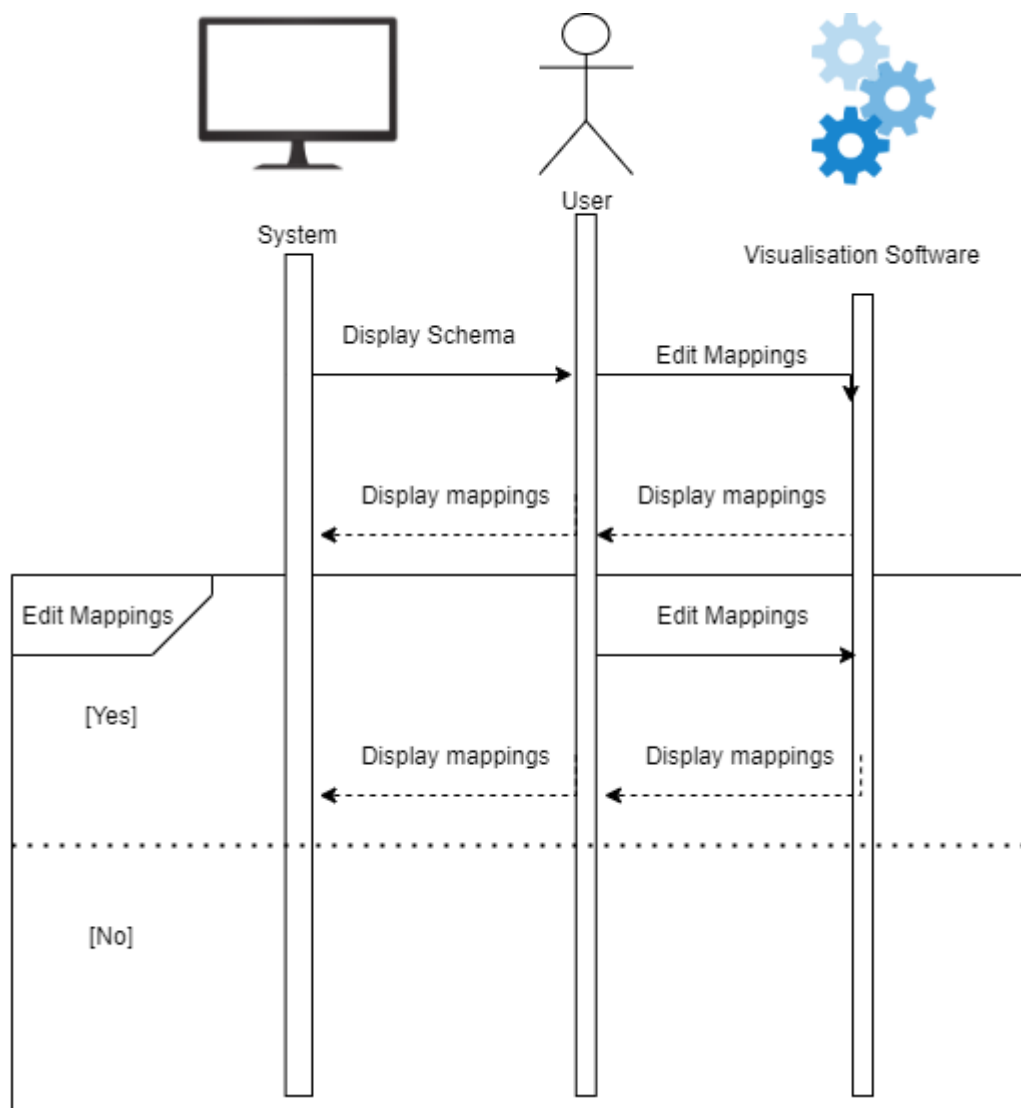 User
System
Visualisation Software
Display Schema
Edit Mappings
Display mappings
Display mappings
Edit Mappings
Edit Mappings
[Yes]
Display mappings
Display mappings
[No]